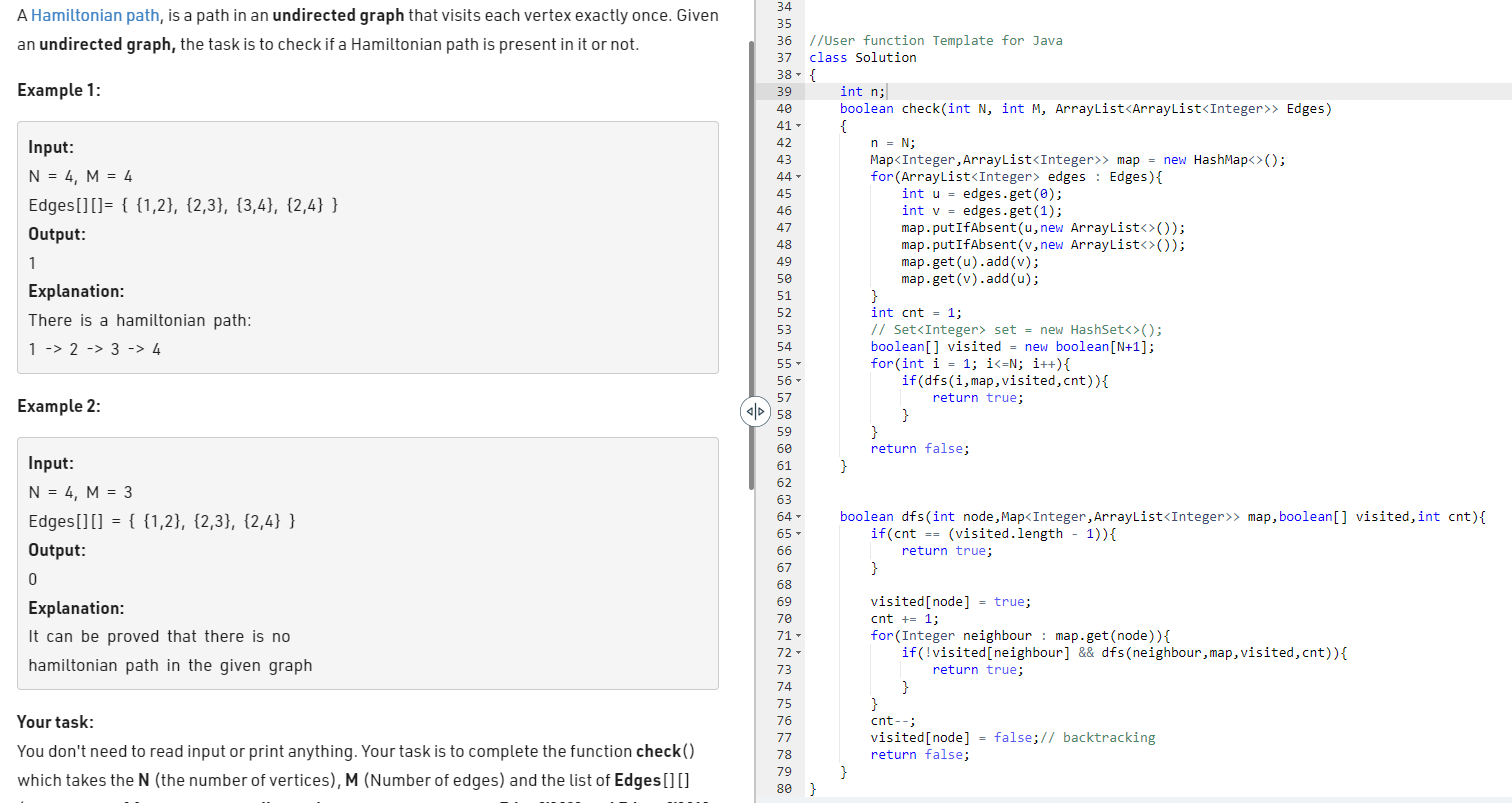 A Hamiltonian path, is a path in an undirected graph that visits each vertex exactly once. Given
an undirected graph, the task is to check if a Hamiltonian path is present in it or not.
Example 1:
Input:
N = 4, M = 4
Edges[][]= { {1,2}, {2,3}, {3,4}, {2,4} }
Output:
1
Explanation:
There is a hamiltonian path:
1 -> 2 -> 3 -> 4
Example 2:
Input:
N = 4, M = 3
Edges[][] = { {1,2}, {2,3}, {2,4} }
Output:
0
Explanation:
It can be proved that there is no
hamiltonian path in the given graph
Your task:
You don't need to read input or print anything. Your task is to complete the function check()
which takes the N (the number of vertices), M (Number of edges) and the list of Edges[][]
34
35
36 //User function Template for Java
37 class Solution
38 {
39 int n;
40 boolean check(int N, int M, ArrayList<ArrayList<Integer>> Edges)
41 {
42 n = N;
43 Map<Integer,ArrayList<Integer>> map = new HashMap<>();
44 for(ArrayList<Integer> edges : Edges){
45 int u = edges.get(0);
46 int v = edges.get(1);
47 map.putIfAbsent(u,new ArrayList<>());
48 map.putIfAbsent(v,new ArrayList<>());
49 map.get(u).add(v);
50 map.get(v).add(u);
51 }
52 int cnt = 1;
53 // Set<Integer> set = new HashSet<>();
54 boolean[] visited = new boolean[N+1];
55 for(int i = 1; i<=N; i++){
56 if(dfs(i,map,visited,cnt)){
57 return true;
58 }
59 }
60 return false;
61 }
62
63
64 boolean dfs(int node,Map<Integer,ArrayList<Integer>> map,boolean[] visited,int cnt){
65 if(cnt == (visited.length - 1)){
66 return true;
67 }
68
69 visited[node] = true;
70 cnt += 1;
71 for(Integer neighbour : map.get(node)){
72 if(!visited[neighbour] && dfs(neighbour,map,visited,cnt)){
73 return true;
74 }
75 }
76 cnt--;
77 visited[node] = false;// backtracking
78 return false;
79 }
80 }